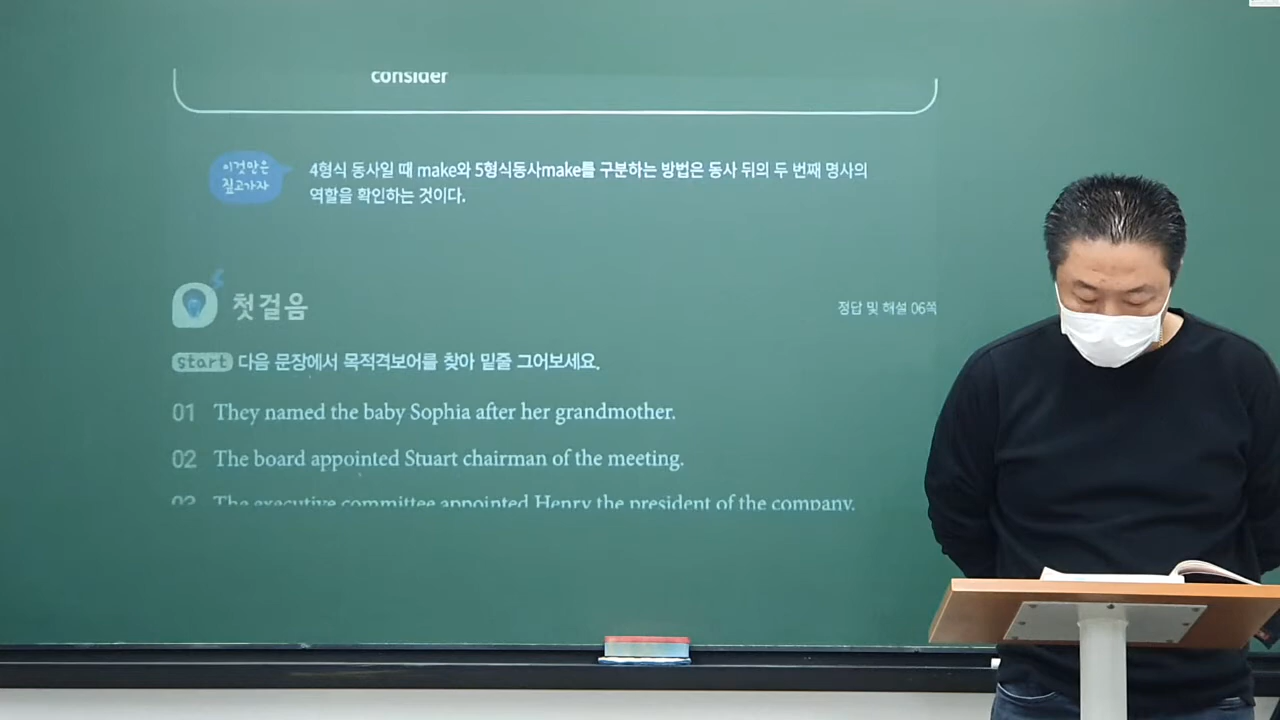 consider
이것만은
짚고가자
4형식 동사일 때 make와 5형식동사make를 구분하는 방법은 동사 뒤의 두 번째 명사의
역할을 확인하는 것이다.
첫걸음
정답 및 해설 06쪽
start 다음 문장에서 목적격보어를 찾아 밑줄 그어보세요.
01 They named the baby Sophia after her grandmother.
02 The board appointed Stuart chairman of the meeting.
03 The executive committee appointed Henry the president of the company.